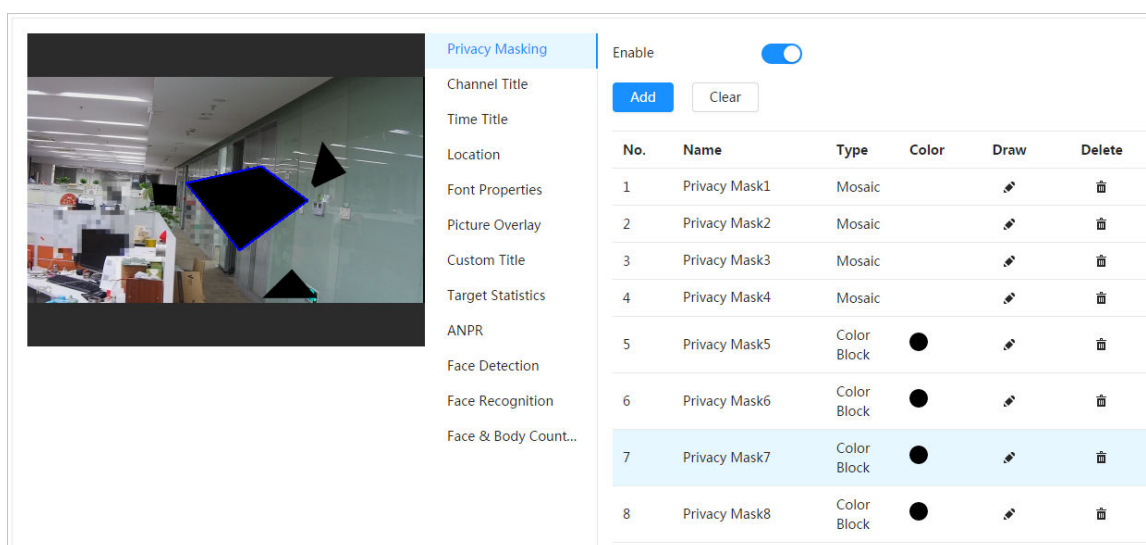 Privacy Masking
Channel Title
Time Title
Location
Font Properties
Picture Overlay
Custom Title
Target Statistics
ANPR
Face Detection
Face Recognition
Face & Body Count...
Enable
Add Clear
No. Name Type Color Draw Delete
1 Privacy Mask1 Mosaic
2 Privacy Mask2 Mosaic
3 Privacy Mask3 Mosaic
4 Privacy Mask4 Mosaic
5 Privacy Mask5 Color
Block
6 Privacy Mask6 Color
Block
7 Privacy Mask7 Color
Block
8 Privacy Mask8 Color
Block